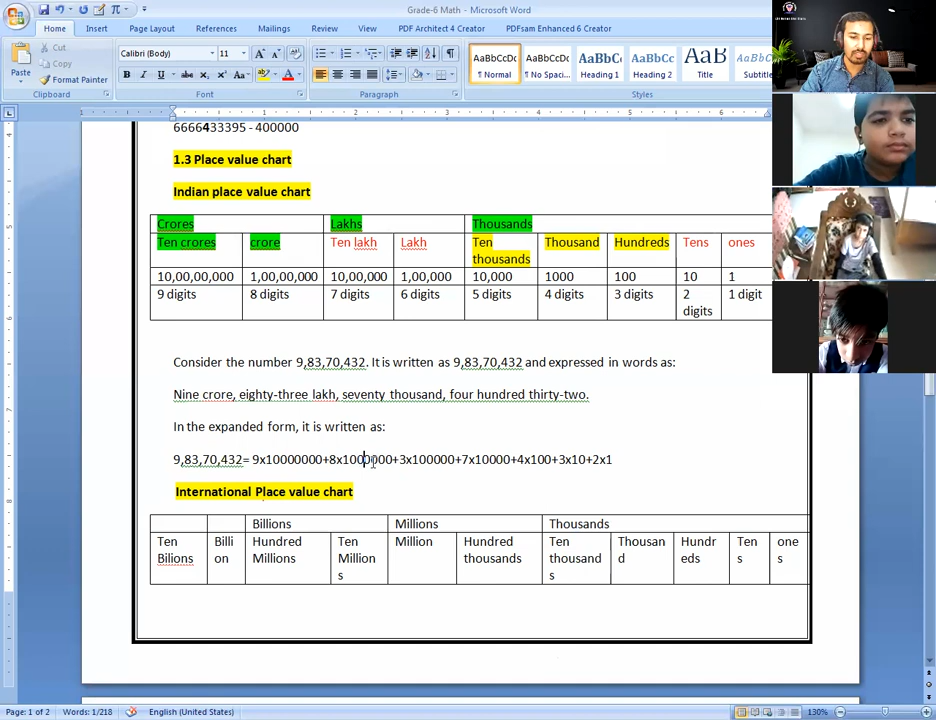 Grade-6 Math - Microsoft Word
Home Insert Page Layout References Mailings Review View PDF Architect 4 Creator PDFsam Enhanced 6 Creator
Paste Cut Copy Format Painter
Calibri (Body) 11
Normal No Spaci... Heading 1 Heading 2 Title Subtitle
Clipboard Font Paragraph Styles
6666433395 - 400000
1.3 Place value chart
Indian place value chart
Crores Lakhs Thousands
Ten crores crore Ten lakh Lakh Ten thousands Thousand Hundreds Tens ones
10,00,00,000 1,00,00,000 10,00,000 1,00,000 10,000 1000 100 10 1
9 digits 8 digits 7 digits 6 digits 5 digits 4 digits 3 digits 2 digits 1 digit
Consider the number 9,83,70,432. It is written as 9,83,70,432 and expressed in words as:
Nine crore, eighty-three lakh, seventy thousand, four hundred thirty-two.
In the expanded form, it is written as:
9,83,70,432= 9x10000000+8x1000000+3x100000+7x10000+4x100+3x10+2x1
International Place value chart
Billions Millions Thousands
Ten Bilions Billi on Hundred Millions Ten Million s Million Hundred thousands Ten thousand s Thousan d Hundr eds Ten s one s
Page: 1 of 2 Words: 1/218 English (United States) 130%